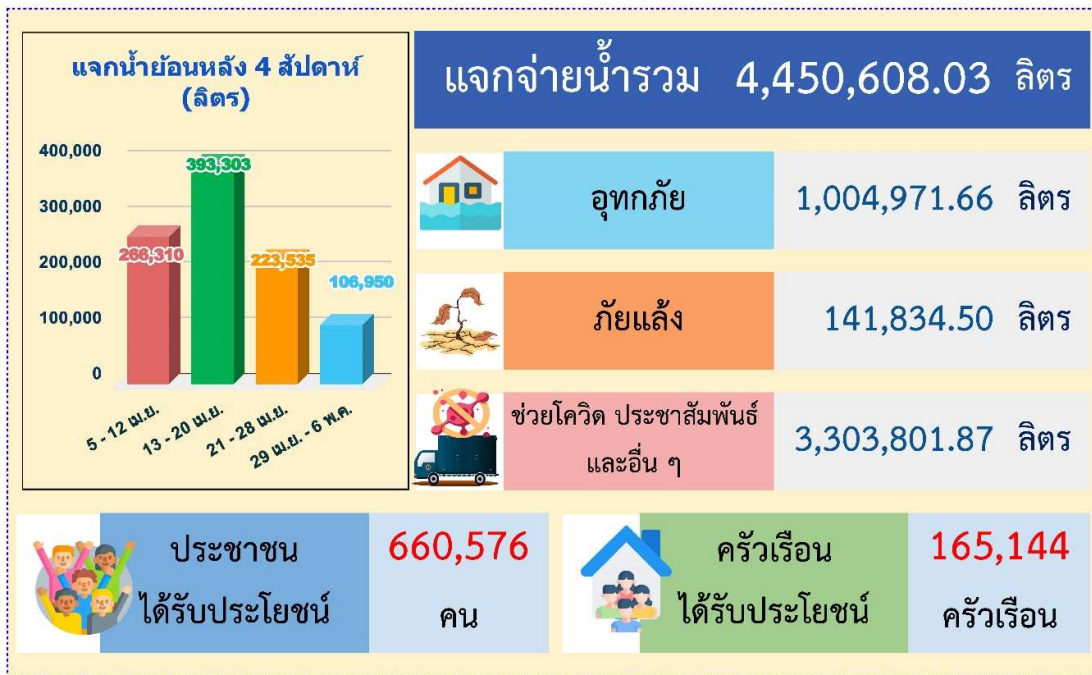 แจกน้ำย้อนหลัง 4 สัปดาห์
(ลิตร)
400,000
300,000
200,000
100,000
0
266,310
393,303
223,535
106,950
5 - 12 เม.ย.
13 - 20 เม.ย.
21 - 28 เม.ย.
29 เม.ย. - 6 พ.ค.
แจกจ่ายน้ำรวม 4,450,608.03 ลิตร
อุทกภัย 1,004,971.66 ลิตร
ภัยแล้ง 141,834.50 ลิตร
ช่วยโควิด ประชาสัมพันธ์
และอื่น ๆ
3,303,801.87 ลิตร
ประชาชน
ได้รับประโยชน์
660,576
คน
ครัวเรือน
ได้รับประโยชน์
165,144
ครัวเรือน